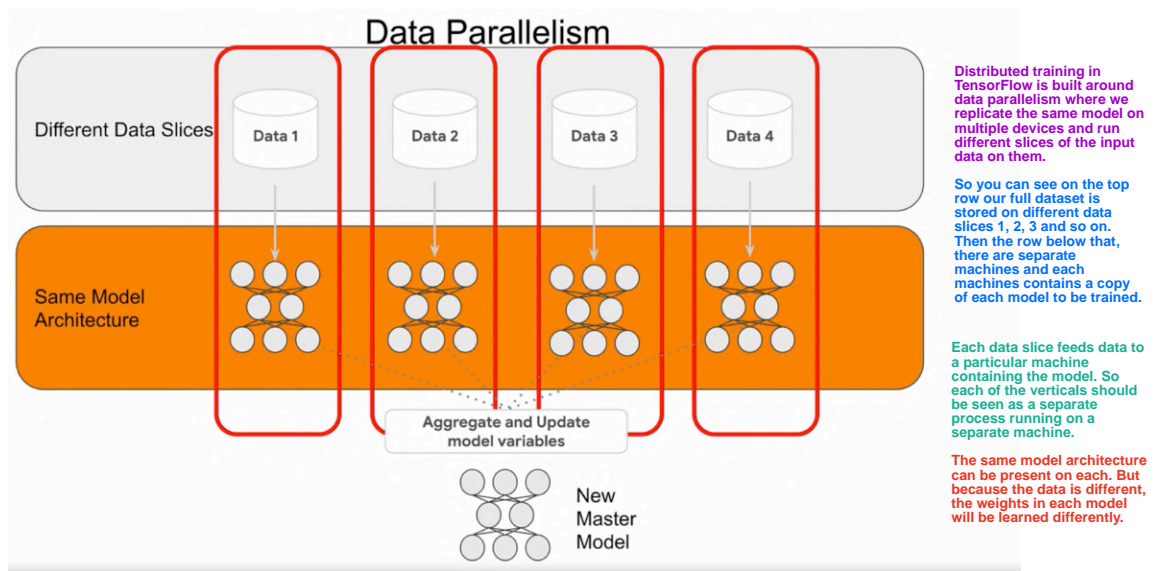 Data Parallelism
Different Data Slices
Data 1
Data 2
Data 3
Data 4
Same Model
Architecture
Aggregate and Update
model variables
New
Master
Model
Distributed training in
TensorFlow is built around
data parallelism where we
replicate the same model on
multiple devices and run
different slices of the input
data on them.
So you can see on the top
row our full dataset is
stored on different data
slices 1, 2, 3 and so on.
Then the row below that,
there are separate
machines and each
machines contains a copy
of each model to be trained.
Each data slice feeds data to
a particular machine
containing the model. So
each of the verticals should
be seen as a separate
process running on a
separate machine.
The same model architecture
can be present on each. But
because the data is different,
the weights in each model
will be learned differently.